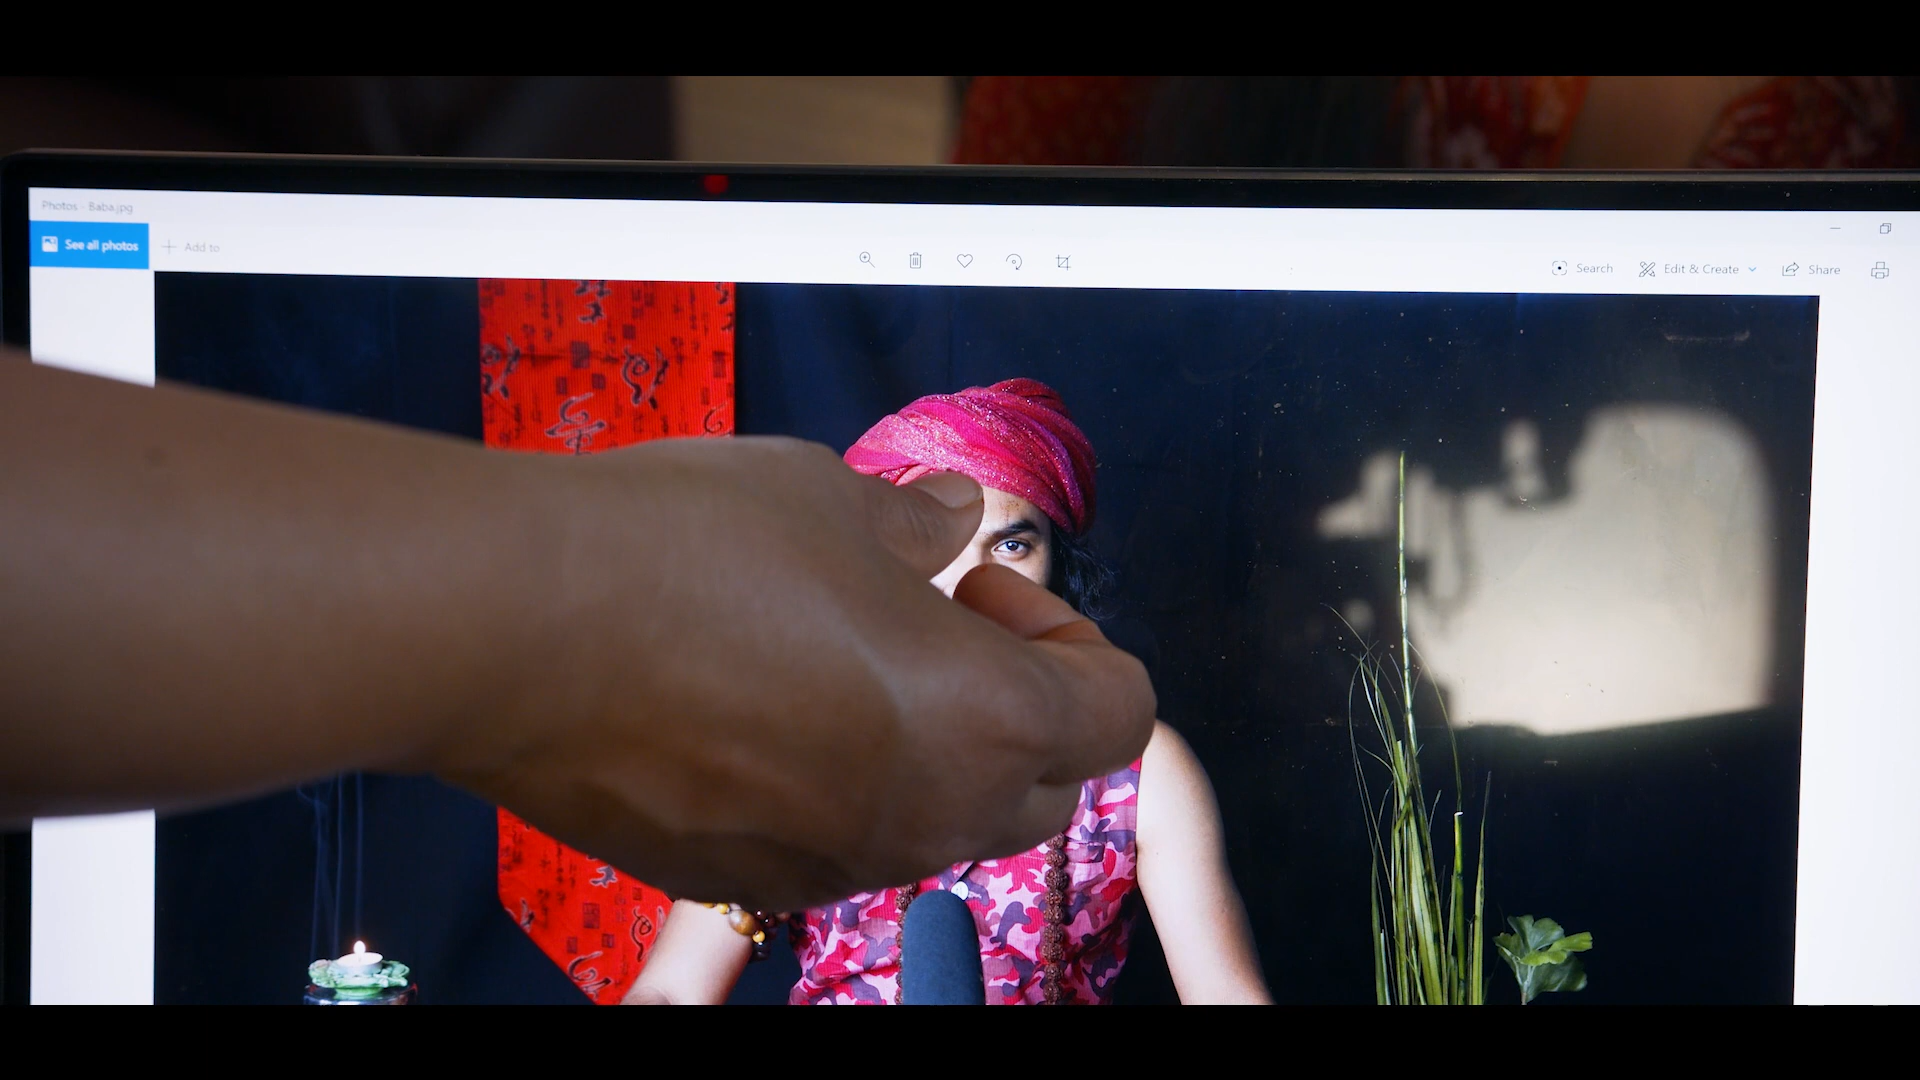 Photos - Baba.jpg
See all photos
Add to
Search
Edit & Create
Share